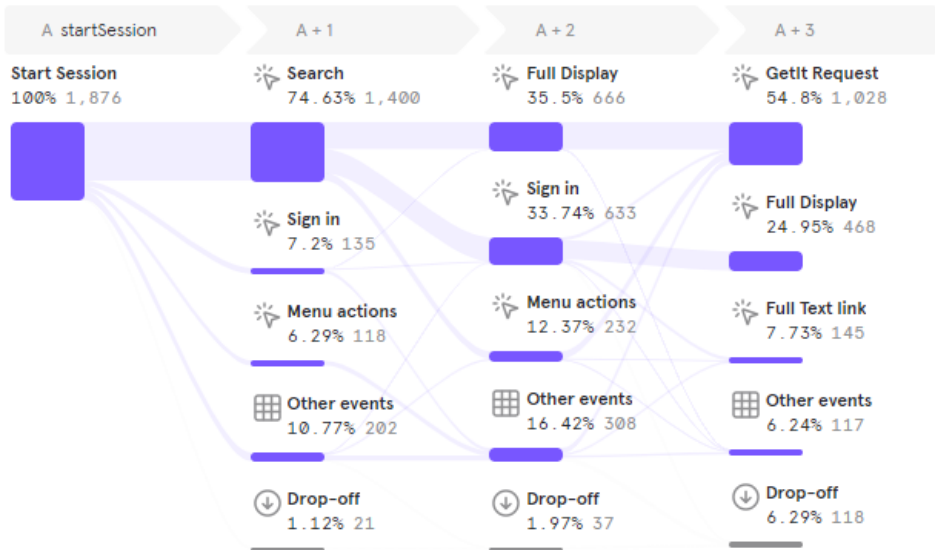 A startSession
A + 1
A + 2
A + 3
Start Session
100% 1,876
Search
74.63% 1,400
Sign in
7.2% 135
Menu actions
6.29% 118
Other events
10.77% 202
Drop-off
1.12% 21
Full Display
35.5% 666
Sign in
33.74% 633
Menu actions
12.37% 232
Other events
16.42% 308
Drop-off
1.97% 37
GetIt Request
54.8% 1,028
Full Display
24.95% 468
Full Text link
7.73% 145
Other events
6.24% 117
Drop-off
6.29% 118